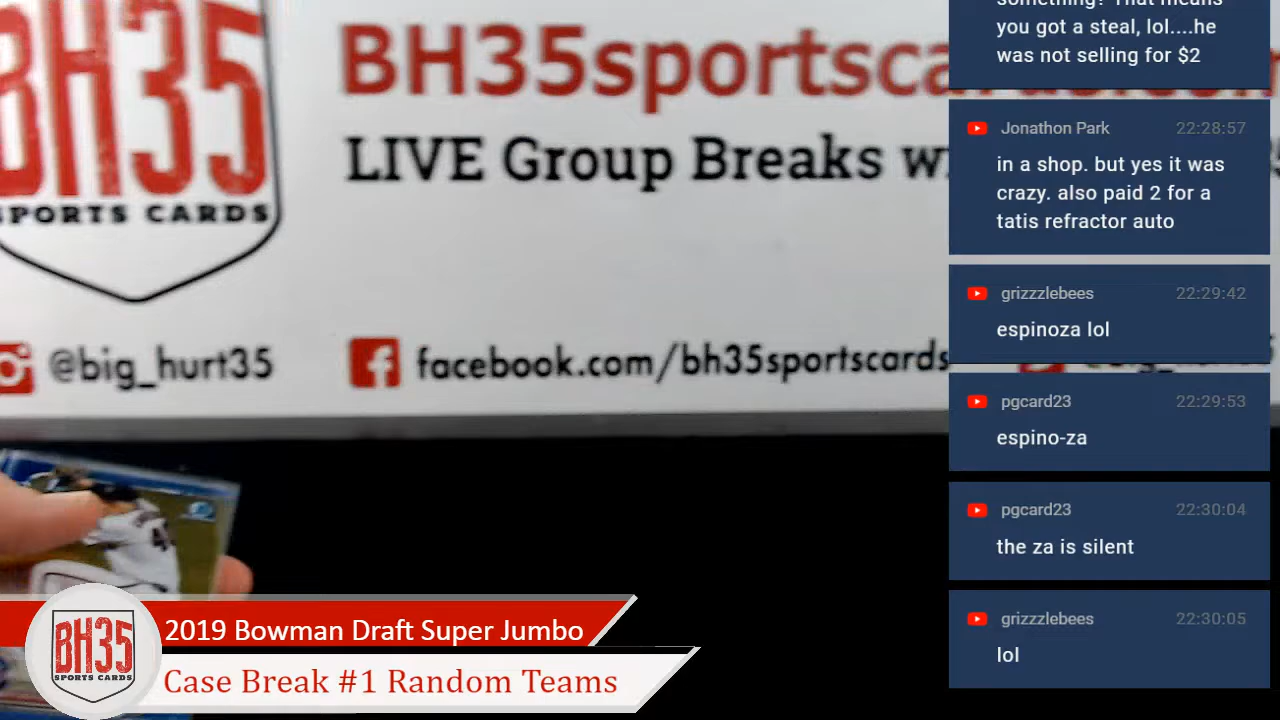 BH35
SPORTS CARDS
BH35sportsca
LIVE Group Breaks
@big_hurt35
facebook.com/bh35sportscards
something? That means
you got a steal, lol....he
was not selling for $2
Jonathon Park 22:28:57
in a shop. but yes it was
crazy. also paid 2 for a
tatis refractor auto
grizzzlebees 22:29:42
espinoza lol
pgcard23 22:29:53
espino-za
pgcard23 22:30:04
the za is silent
grizzzlebees 22:30:05
lol
BH35
SPORTS CARDS
2019 Bowman Draft Super Jumbo
Case Break #1 Random Teams